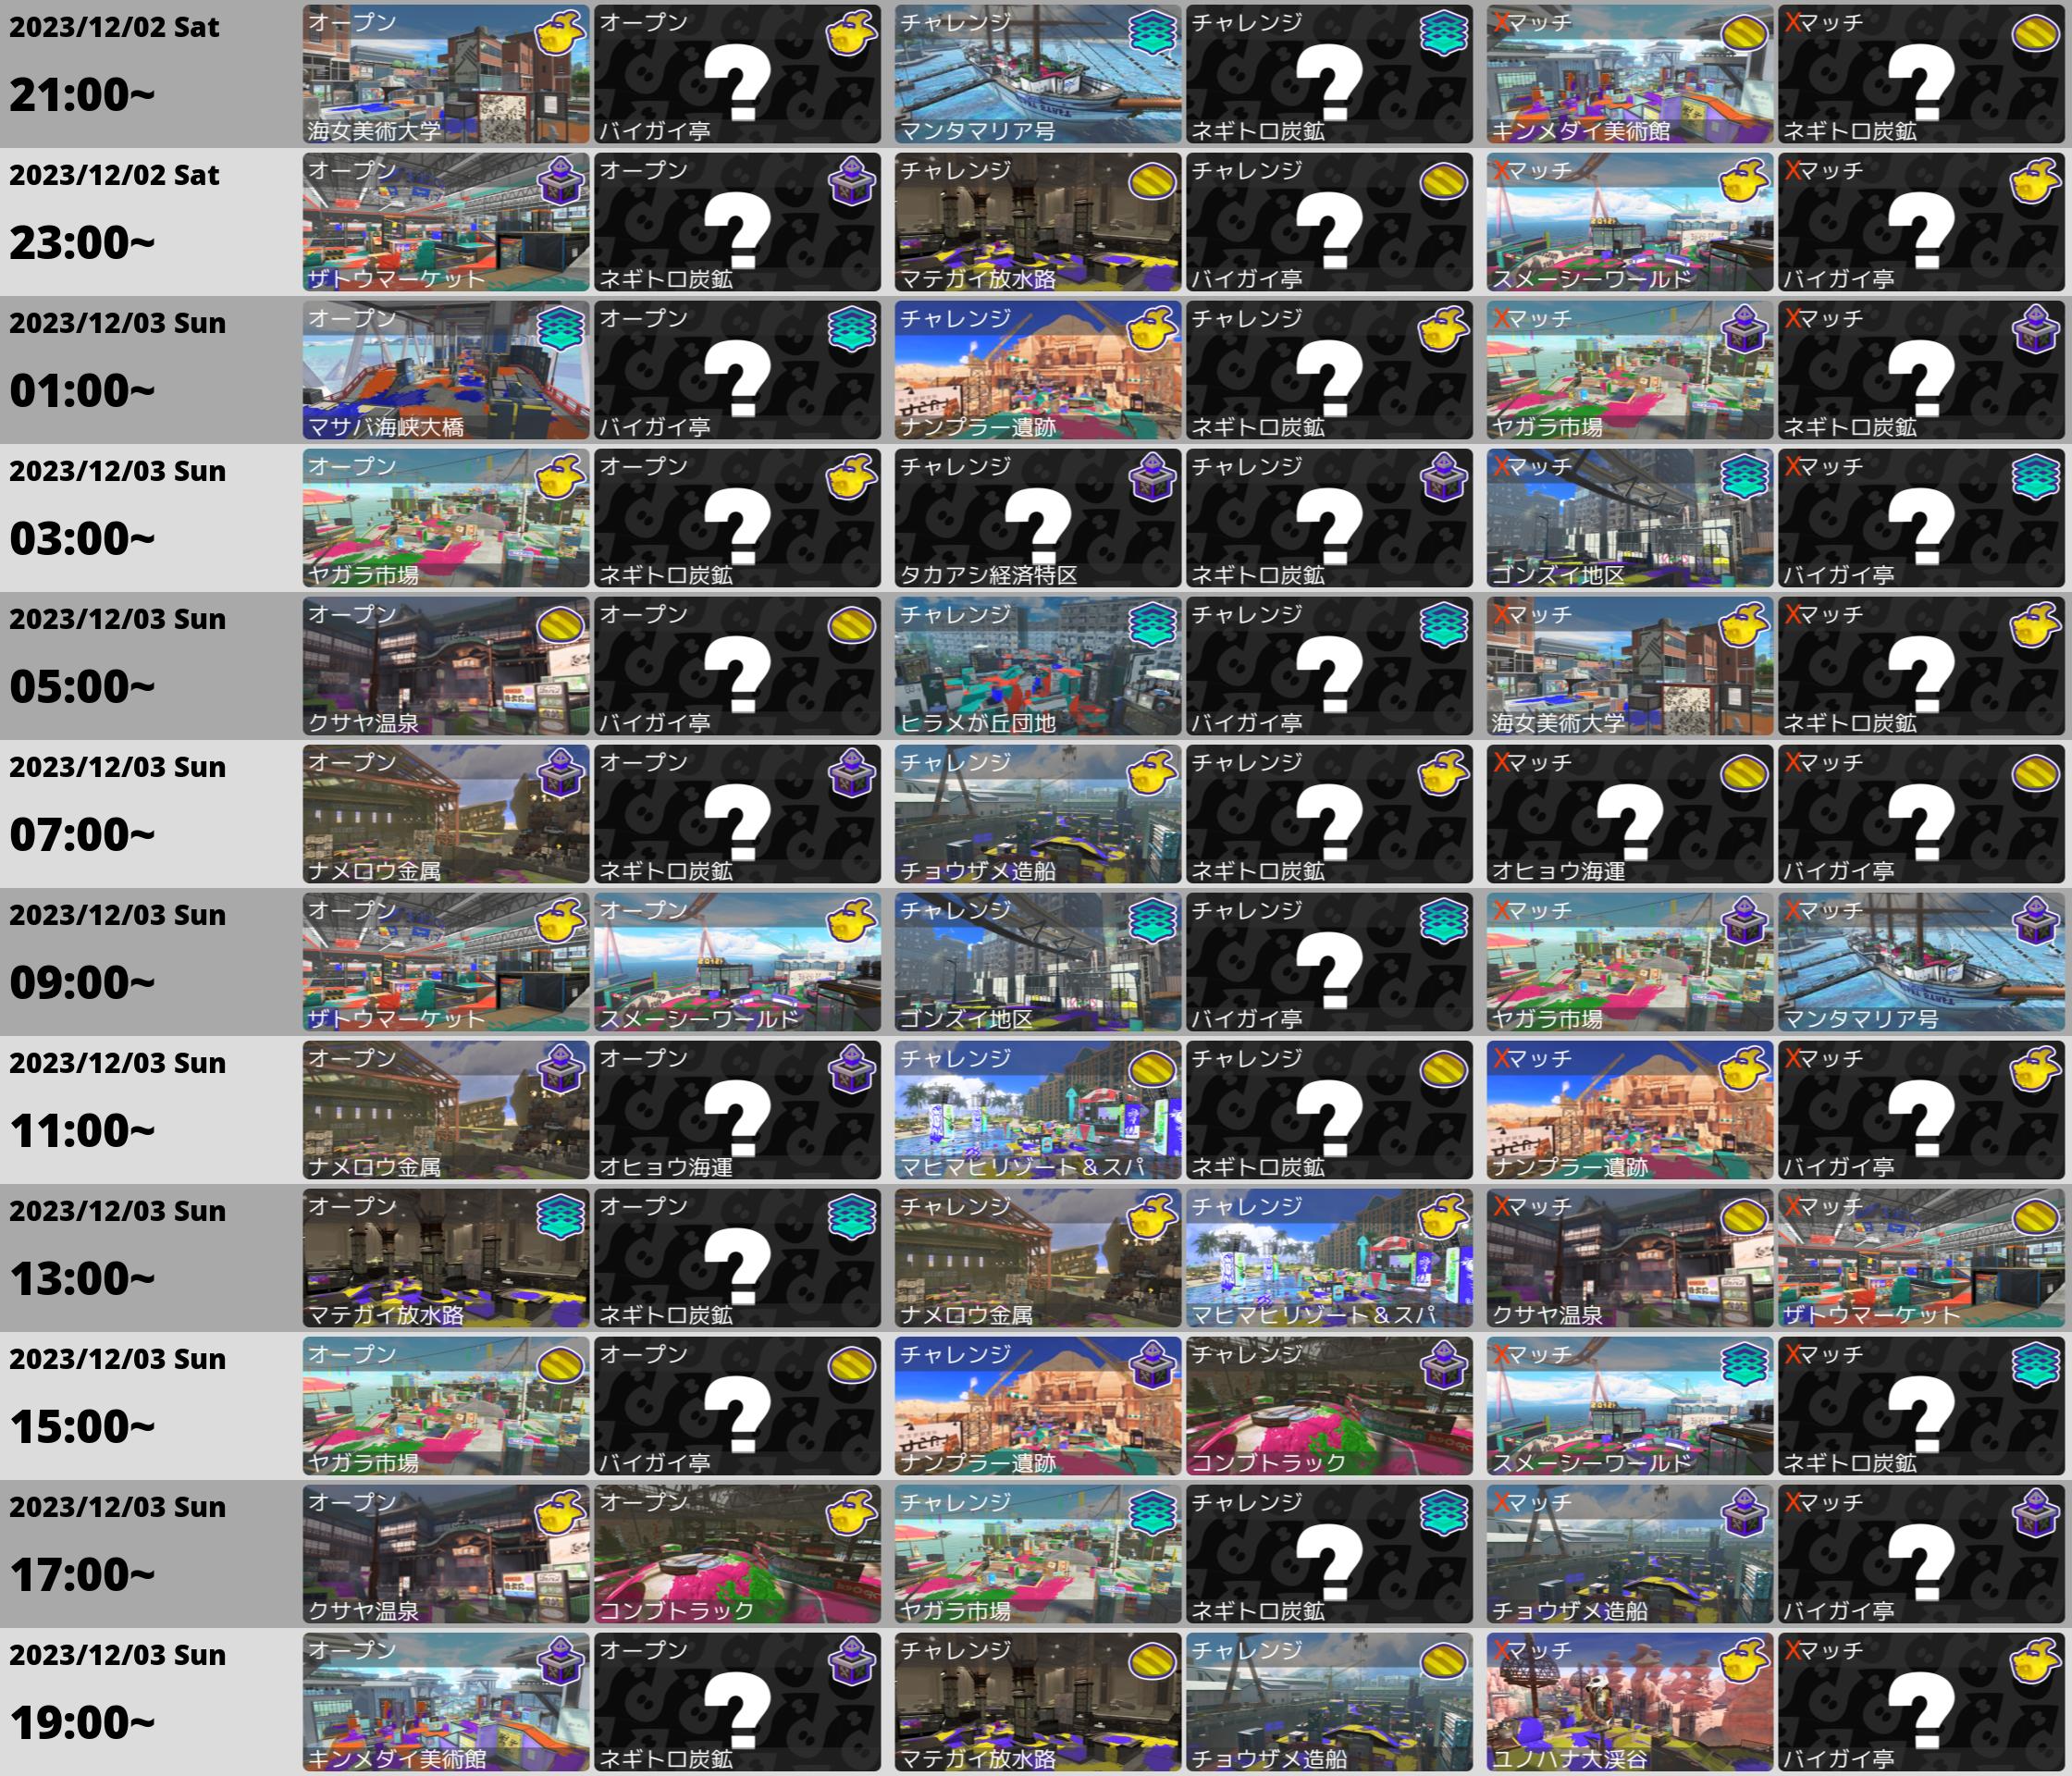 2023/12/02 Sat
21:00~
オープン
海女美術大学
オープン
バイガイ亭
チャレンジ
マンタマリア号
チャレンジ
ネギトロ炭鉱
Xマッチ
キンメダイ美術館
Xマッチ
ネギトロ炭鉱
2023/12/02 Sat
23:00~
オープン
ザトウマーケット
オープン
ネギトロ炭鉱
チャレンジ
マテガイ放水路
チャレンジ
バイガイ亭
Xマッチ
スメーシーワールド
Xマッチ
バイガイ亭
2023/12/03 Sun
01:00~
オープン
マサバ海峡大橋
オープン
バイガイ亭
チャレンジ
ナンプラー遺跡
チャレンジ
ネギトロ炭鉱
Xマッチ
ヤガラ市場
Xマッチ
ネギトロ炭鉱
2023/12/03 Sun
03:00~
オープン
ヤガラ市場
オープン
ネギトロ炭鉱
チャレンジ
タカアシ経済特区
チャレンジ
ネギトロ炭鉱
Xマッチ
ゴンズイ地区
Xマッチ
バイガイ亭
2023/12/03 Sun
05:00~
オープン
クサヤ温泉
オープン
バイガイ亭
チャレンジ
ヒラメが丘団地
チャレンジ
バイガイ亭
Xマッチ
海女美術大学
Xマッチ
ネギトロ炭鉱
2023/12/03 Sun
07:00~
オープン
ナメロウ金属
オープン
ネギトロ炭鉱
チャレンジ
チョウザメ造船
チャレンジ
ネギトロ炭鉱
Xマッチ
オヒョウ海運
Xマッチ
バイガイ亭
2023/12/03 Sun
09:00~
オープン
ザトウマーケット
オープン
スメーシーワールド
チャレンジ
ゴンズイ地区
チャレンジ
バイガイ亭
Xマッチ
ヤガラ市場
Xマッチ
マンタマリア号
2023/12/03 Sun
11:00~
オープン
ナメロウ金属
オープン
オヒョウ海運
チャレンジ
マヒマヒリゾート＆スパ
チャレンジ
ネギトロ炭鉱
Xマッチ
ナンプラー遺跡
Xマッチ
バイガイ亭
2023/12/03 Sun
13:00~
オープン
マテガイ放水路
オープン
ネギトロ炭鉱
チャレンジ
ナメロウ金属
チャレンジ
マヒマヒリゾート＆スパ
Xマッチ
クサヤ温泉
Xマッチ
ザトウマーケット
2023/12/03 Sun
15:00~
オープン
ヤガラ市場
オープン
バイガイ亭
チャレンジ
ナンプラー遺跡
チャレンジ
コンブトラック
Xマッチ
スメーシーワールド
Xマッチ
ネギトロ炭鉱
2023/12/03 Sun
17:00~
オープン
クサヤ温泉
オープン
コンブトラック
チャレンジ
ヤガラ市場
チャレンジ
ネギトロ炭鉱
Xマッチ
チョウザメ造船
Xマッチ
バイガイ亭
2023/12/03 Sun
19:00~
オープン
キンメダイ美術館
オープン
ネギトロ炭鉱
チャレンジ
マテガイ放水路
チャレンジ
チョウザメ造船
Xマッチ
ユノハナ大渓谷
Xマッチ
バイガイ亭